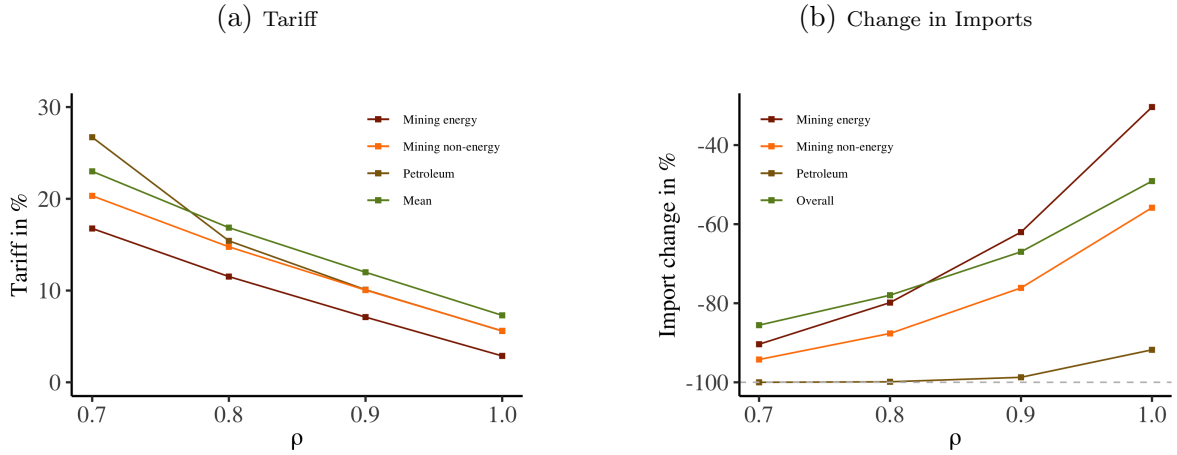 (a) Tariff
Tariff in %
30
20
10
0
0.7 0.8 0.9 1.0
ρ
Mining energy
Mining non-energy
Petroleum
Mean
(b) Change in Imports
Import change in %
-40
-60
-80
-100
0.7 0.8 0.9 1.0
ρ
Mining energy
Mining non-energy
Petroleum
Overall